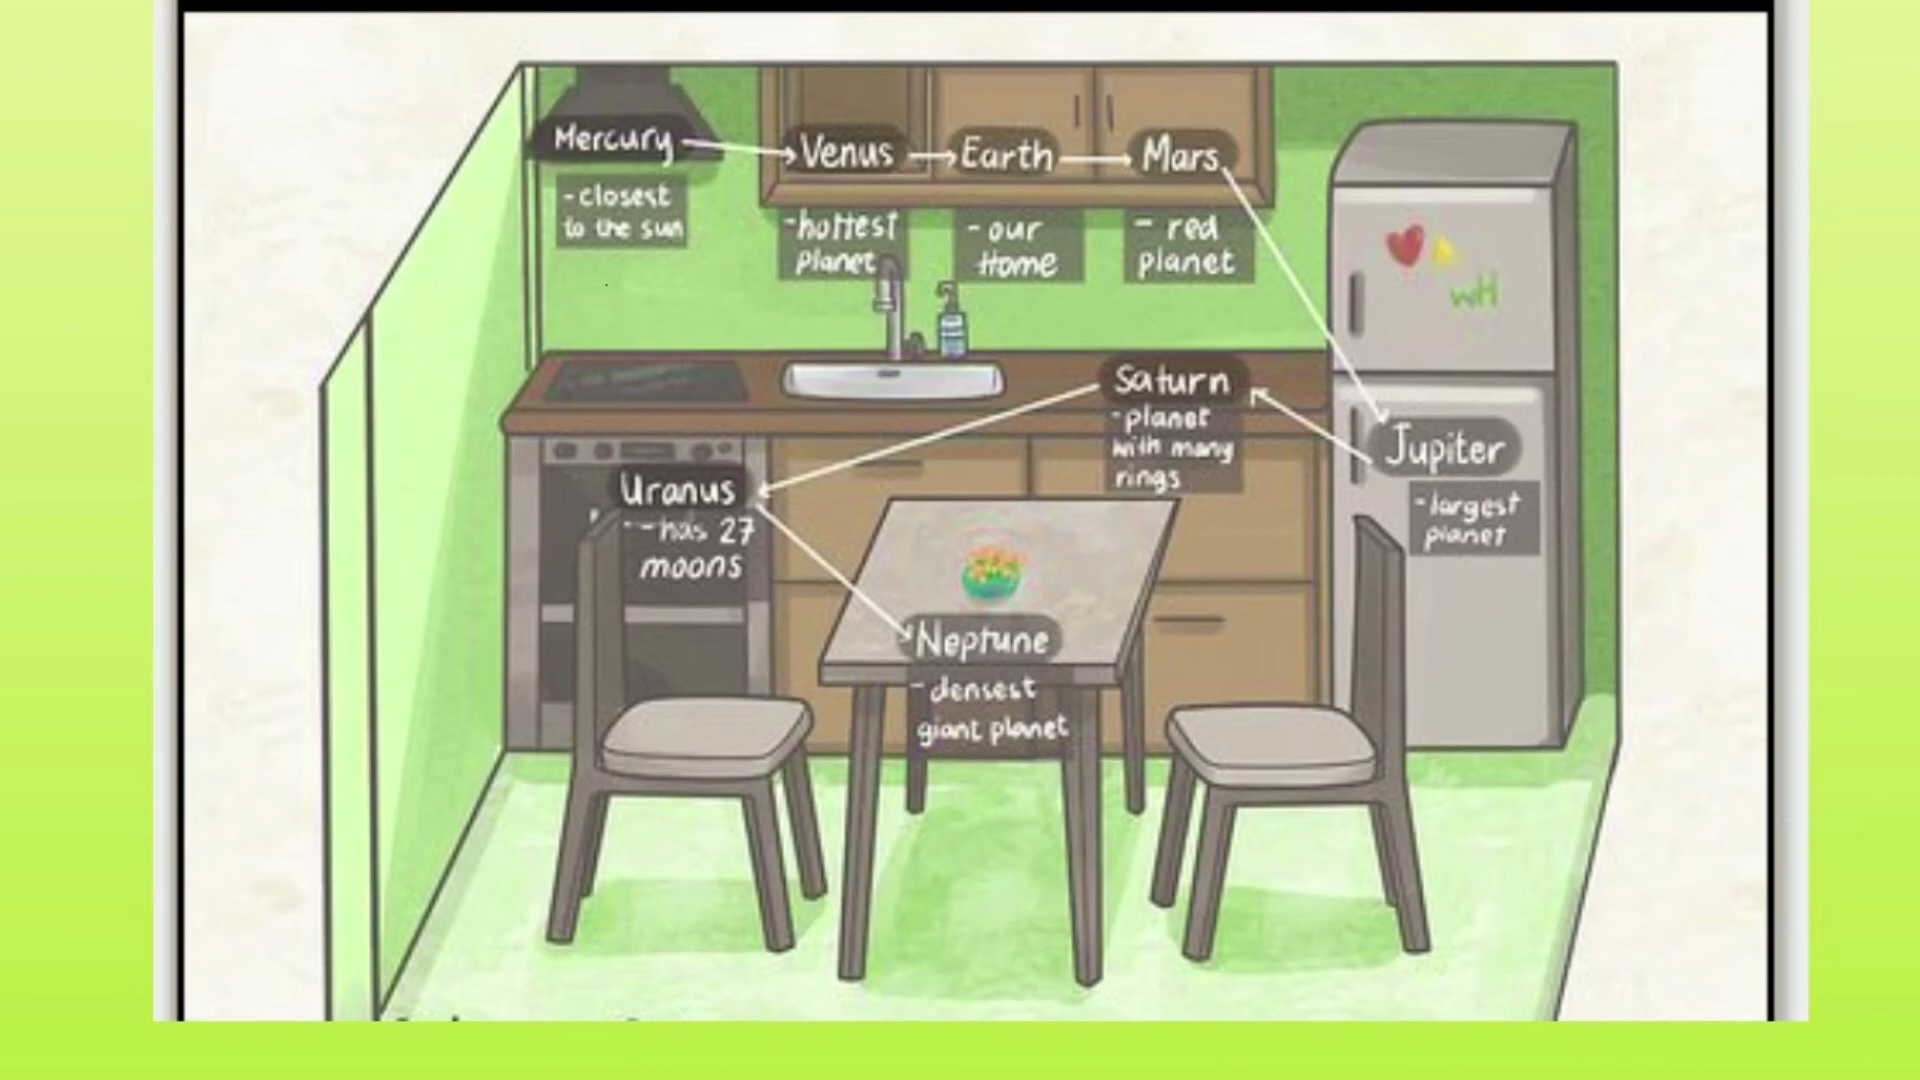 Mercury
-closest
to the sun
Venus
-hottest
planet
Earth
-our
Home
Mars
- red
planet
wH
Jupiter
-largest
planet
Saturn
-planet
with many
rings
Uranus
-has 27
moons
Neptune
-densest
giant planet